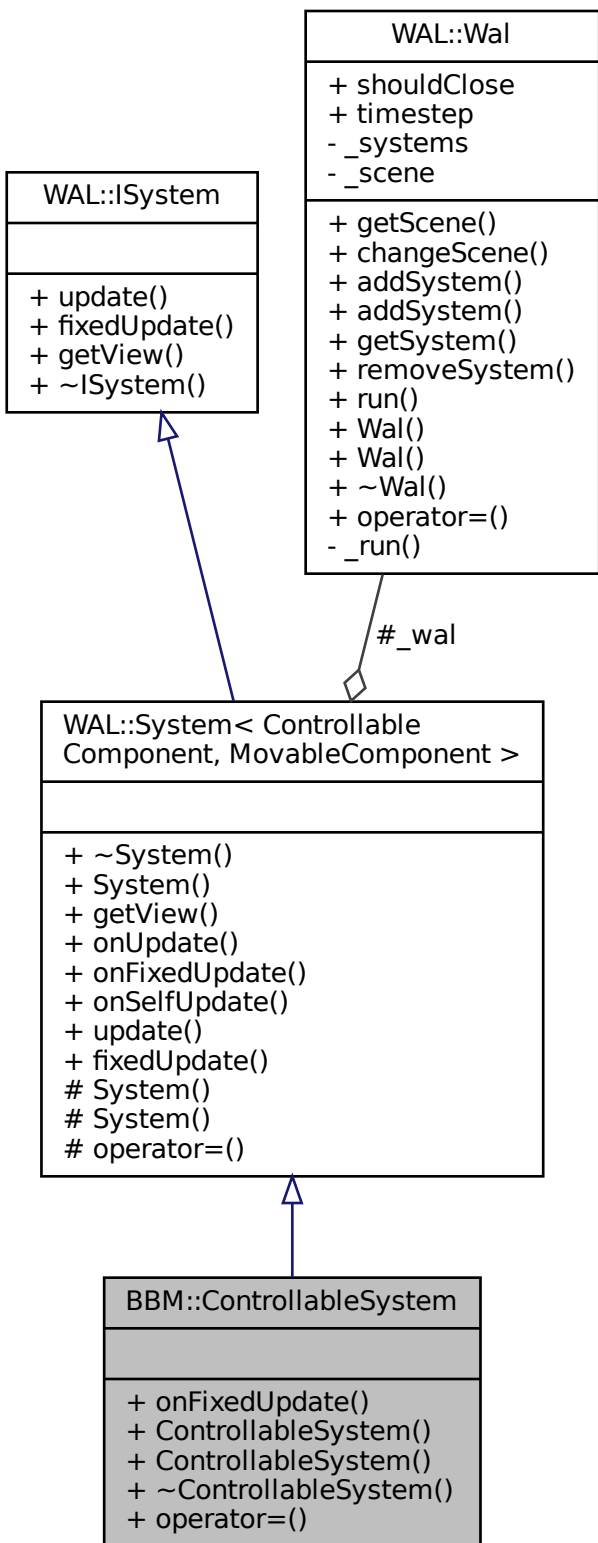 WAL::Wal
+ shouldClose
+ timestep
- _systems
- _scene
+ getScene()
+ changeScene()
+ addSystem()
+ addSystem()
+ getSystem()
+ removeSystem()
+ run()
+ Wal()
+ Wal()
+ ~Wal()
+ operator=()
- _run()
WAL::ISystem
+ update()
+ fixedUpdate()
+ getView()
+ ~ISystem()
#_wal
WAL::System< Controllable
Component, MovableComponent >
+ ~System()
+ System()
+ getView()
+ onUpdate()
+ onFixedUpdate()
+ onSelfUpdate()
+ update()
+ fixedUpdate()
# System()
# System()
# operator=()
BBM::ControllableSystem
+ onFixedUpdate()
+ ControllableSystem()
+ ControllableSystem()
+ ~ControllableSystem()
+ operator=()